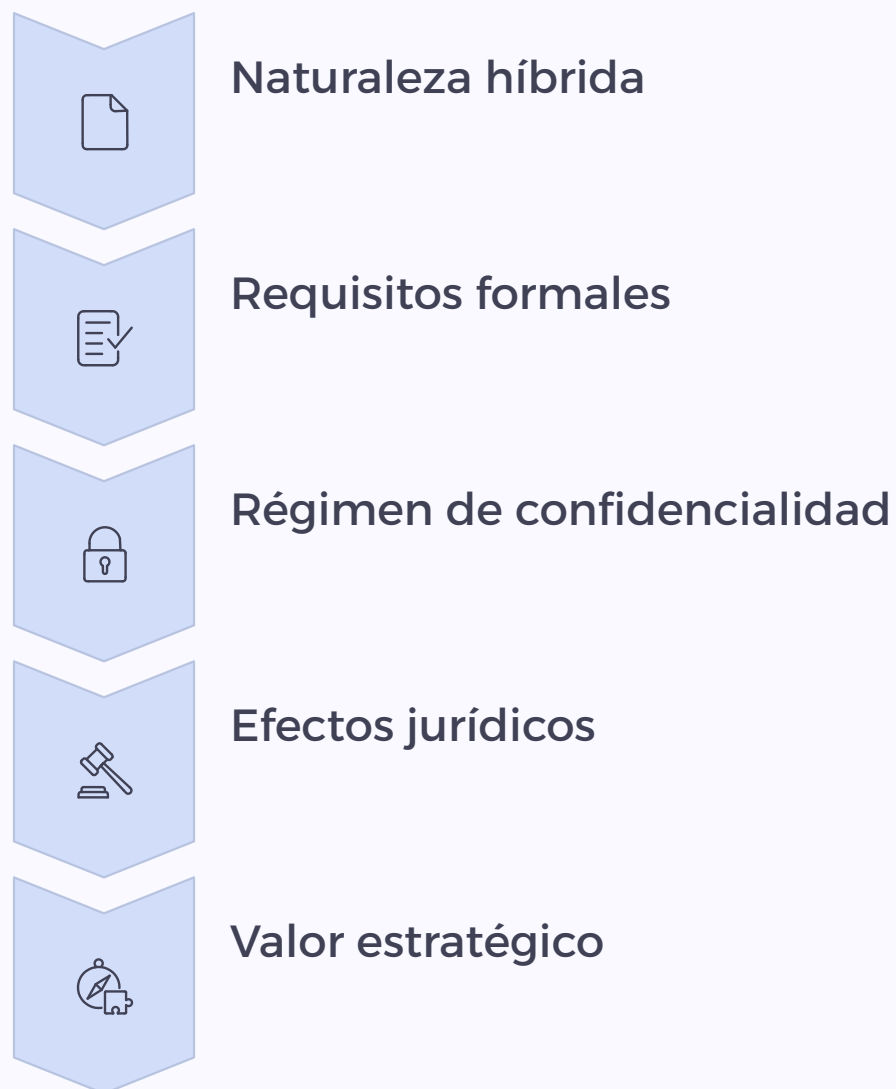 Naturaleza híbrida
Requisitos formales
Régimen de confidencialidad
Efectos jurídicos
Valor estratégico